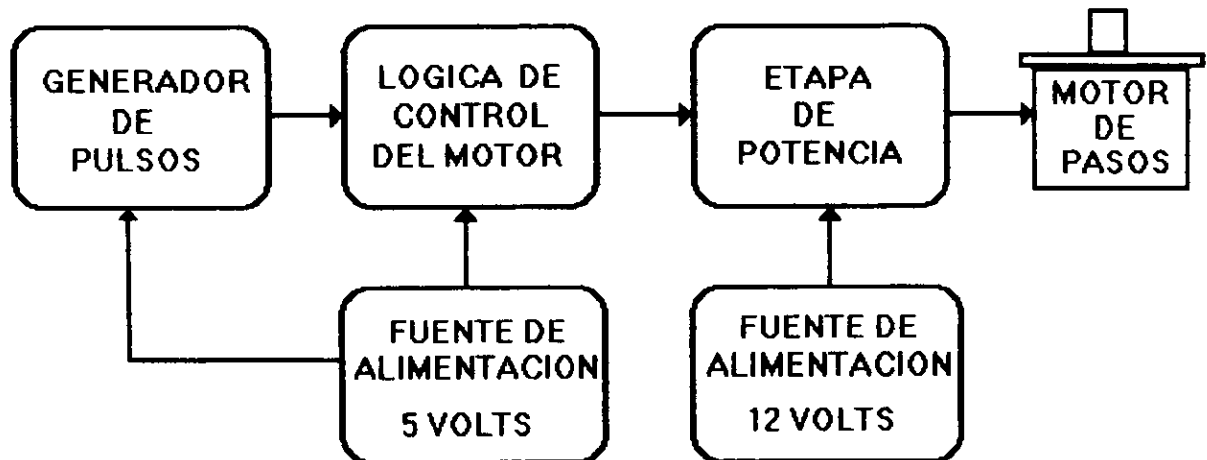 GENERADOR
DE
PULSOS
LOGICA DE
CONTROL
DEL MOTOR
ETAPA
DE
POTENCIA
MOTOR
DE
PASOS
FUENTE DE
ALIMENTACION
5 VOLTS
FUENTE DE
ALIMENTACION
12 VOLTS